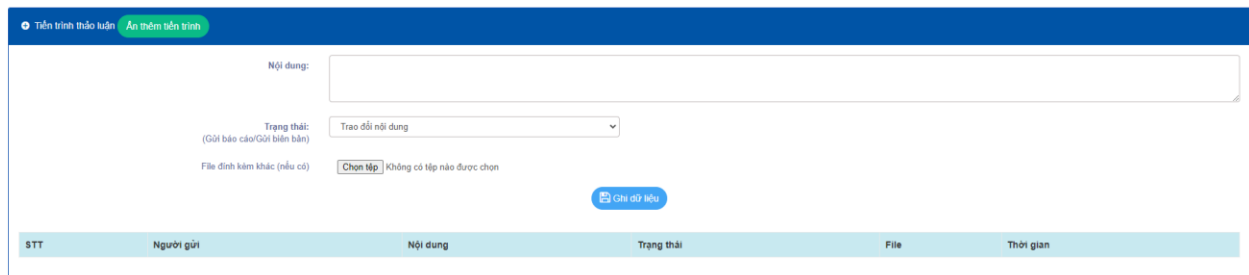 Tiến trình thảo luận Ẩn thêm tiến trình
Nội dung:
Trạng thái: Trao đổi nội dung
(Gửi báo cáo/Gửi biên bản)
File đính kèm khác (nếu có) Chọn tệp Không có tệp nào được chọn
Ghi dữ liệu
STT Người gửi Nội dung Trạng thái File Thời gian